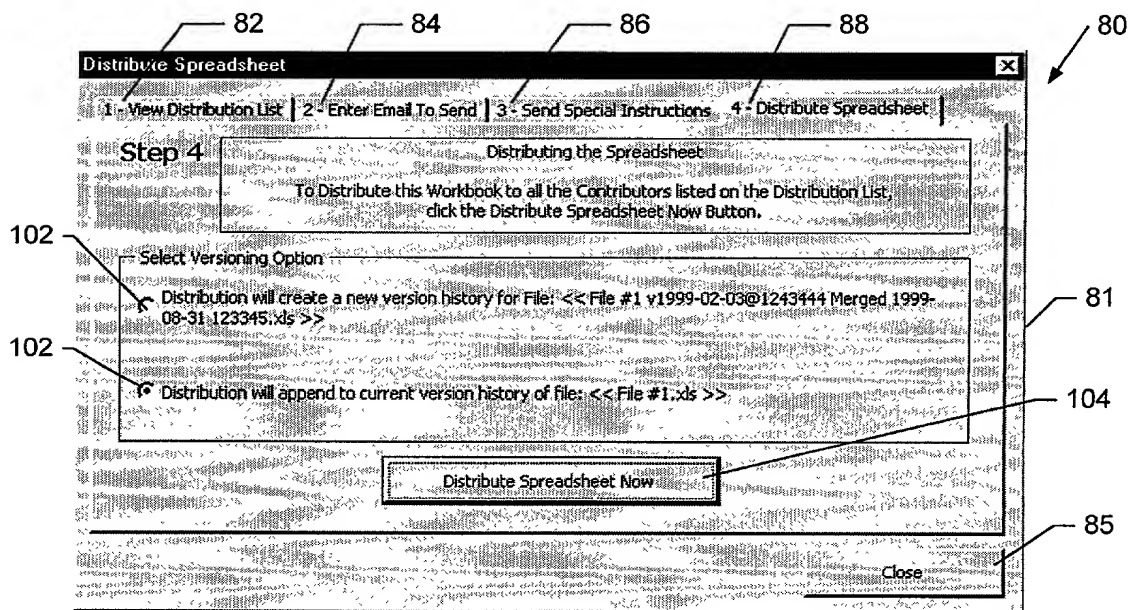 82 84 86 88 80
Distribute Spreadsheet
1 - View Distribution List 2 - Enter Email To Send 3 - Send Special Instructions 4 - Distribute Spreadsheet
Step 4
Distributing the Spreadsheet
To Distribute this Workbook to all the Contributors listed on the Distribution List,
click the Distribute Spreadsheet Now Button.
102
Select Versioning Option
Distribution will create a new version history for File: << File #1 v1999-02-03@1243444 Merged 1999-
08-31 123345.xls >>
81
102
Distribution will append to current version history of file: << File #1.xls >>
104
Distribute Spreadsheet Now
85
Close